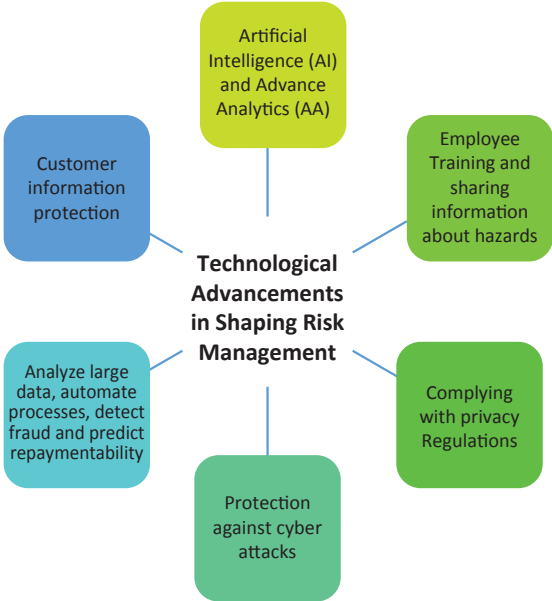 Artificial
Intelligence (AI)
and Advance
Analytics (AA)
Employee
Training and
sharing
information
about hazards
Customer
information
protection
Technological
Advancements
in Shaping Risk
Management
Analyze large
data, automate
processes, detect
fraud and predict
repaymentability
Complying
with privacy
Regulations
Protection
against cyber
attacks